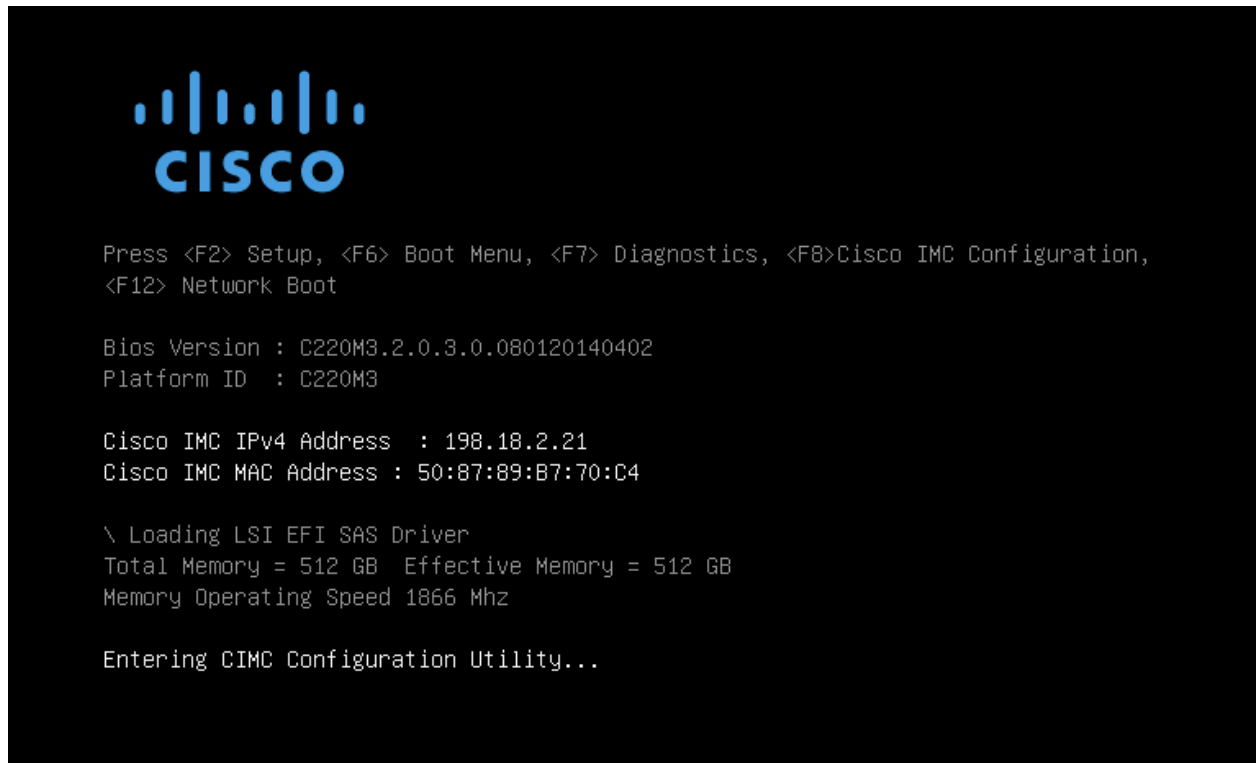 CISCO
Press <F2> Setup, <F6> Boot Menu, <F7> Diagnostics, <F8>Cisco IMC Configuration,
<F12> Network Boot
Bios Version : C220M3.2.0.3.0.080120140402
Platform ID  : C220M3
Cisco IMC IPv4 Address  : 198.18.2.21
Cisco IMC MAC Address : 50:87:89:B7:70:C4
\ Loading LSI EFI SAS Driver
Total Memory = 512 GB  Effective Memory = 512 GB
Memory Operating Speed 1866 Mhz
Entering CIMC Configuration Utility...